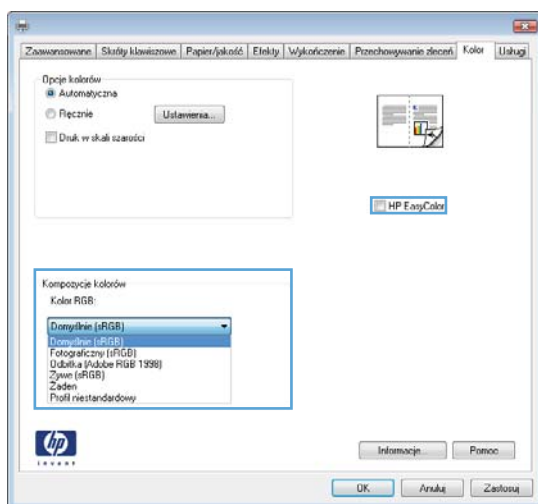 Zaawansowane Skróty klawiszowe Papier/jakość Efekty Wykończenie Przechowywanie zleceń Kolor Usługi
Opcje kolorów
Automatyczna
Ręcznie
Ustawienia...
Druk w skali szarości
HP EasyColor
Kompozycje kolorów
Kolor RGB:
Domyślnie (sRGB)
Domyślnie (sRGB)
Fotograficzny (sRGB)
Odbitka (Adobe RGB 1998)
Żywe (sRGB)
Żaden
Profil niestandardowy
hp
invent
Informacje... Pomoc
OK Anuluj Zastosuj